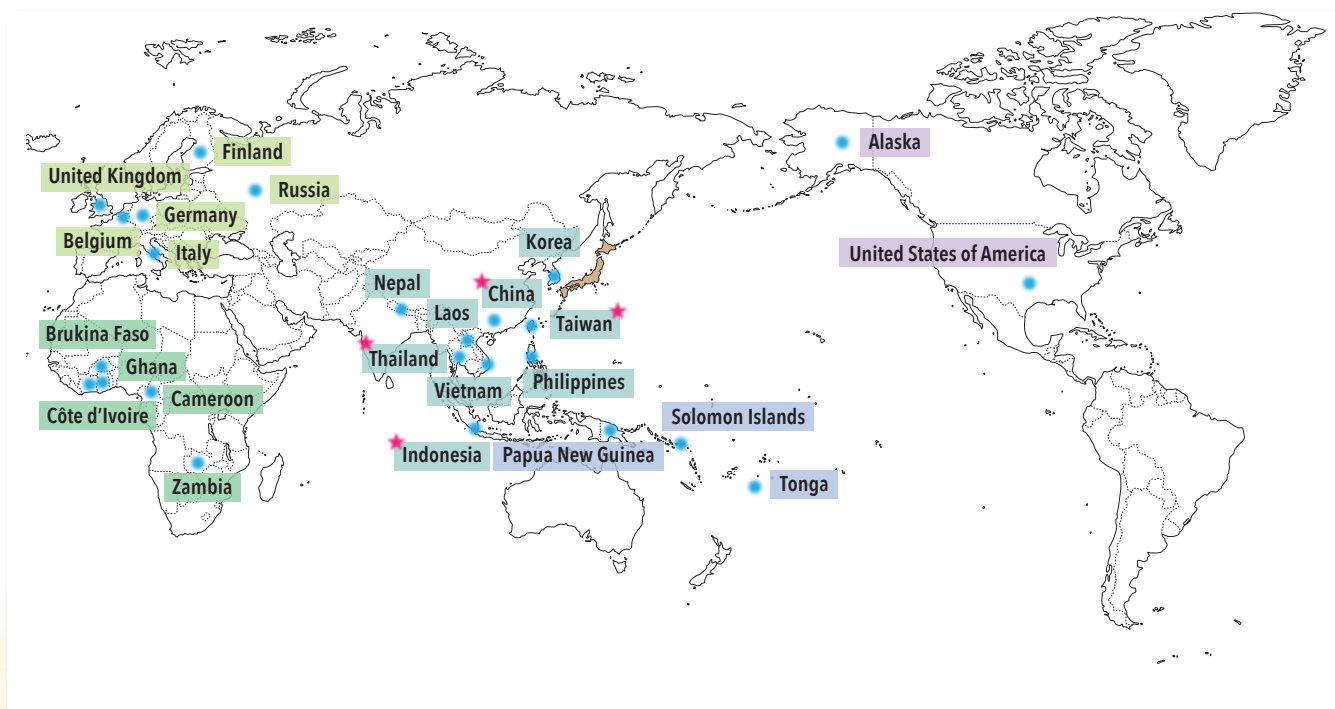 Finland
United Kingdom
Russia
Germany
Belgium
Italy
Alaska
United States of America
Korea
Nepal
China
Laos
Taiwan
Thailand
Vietnam
Philippines
Brukina Faso
Ghana
Cameroon
Côte d'Ivoire
Zambia
Indonesia
Papua New Guinea
Solomon Islands
Tonga